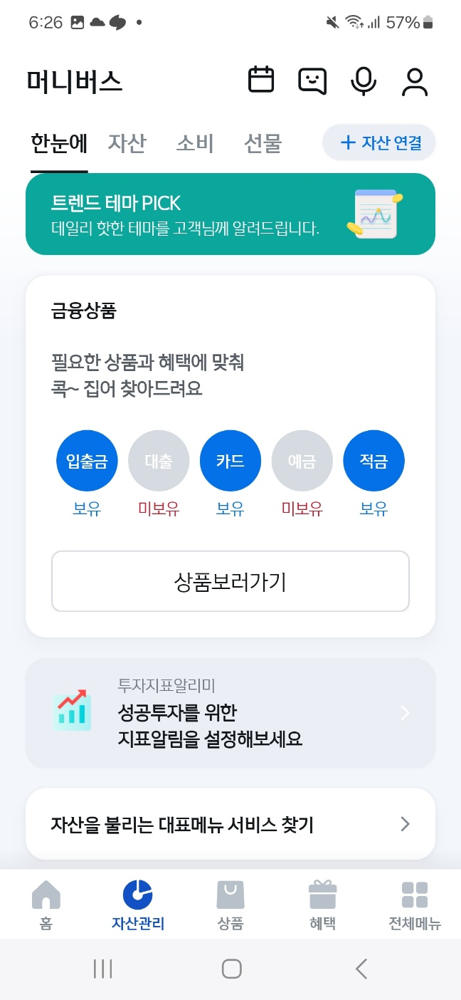 6:26
57%
머니버스
한눈에 자산 소비 선물 + 자산 연결
트렌드 테마 PICK
데일리 핫한 테마를 고객님께 알려드립니다.
금융상품
필요한 상품과 혜택에 맞춰
콕~ 집어 찾아드려요
입출금 대출 카드 예금 적금
보유 미보유 보유 미보유 보유
상품보러가기
투자지표알리미
성공투자를 위한
지표알림을 설정해보세요
자산을 불리는 대표메뉴 서비스 찾기
홈 자산관리 상품 혜택 전체메뉴